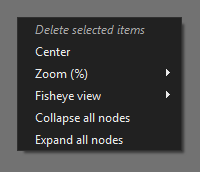 Delete selected items
Center
Zoom (%)
Fisheye view
Collapse all nodes
Expand all nodes